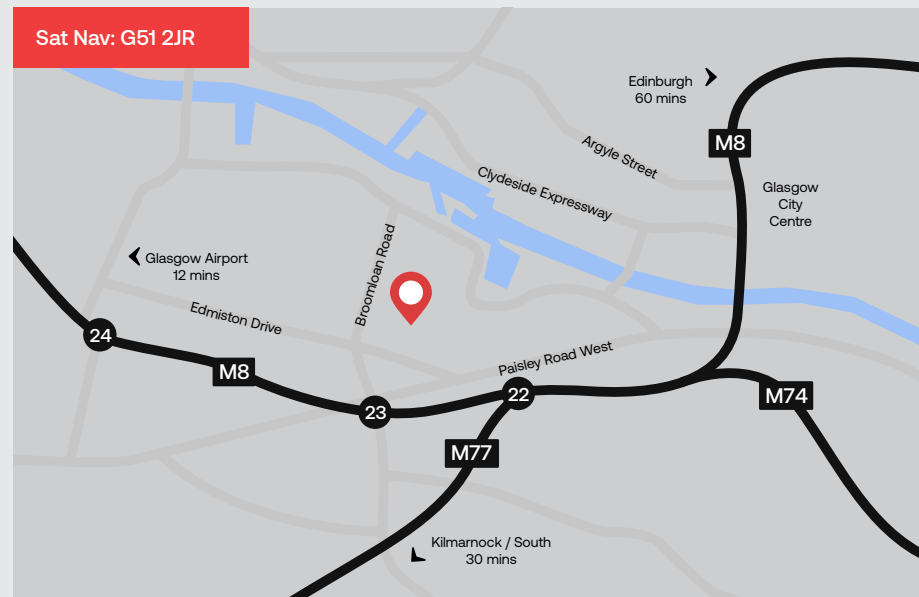 Sat Nav: G51 2JR
Edinburgh
60 mins
M8
Argyle Street
Clydeside Expressway
Glasgow
City
Centre
Glasgow Airport
12 mins
Broomloan Road
Edmiston Drive
24
M8
Paisley Road West
23
22
M74
M77
Kilmarnock / South
30 mins